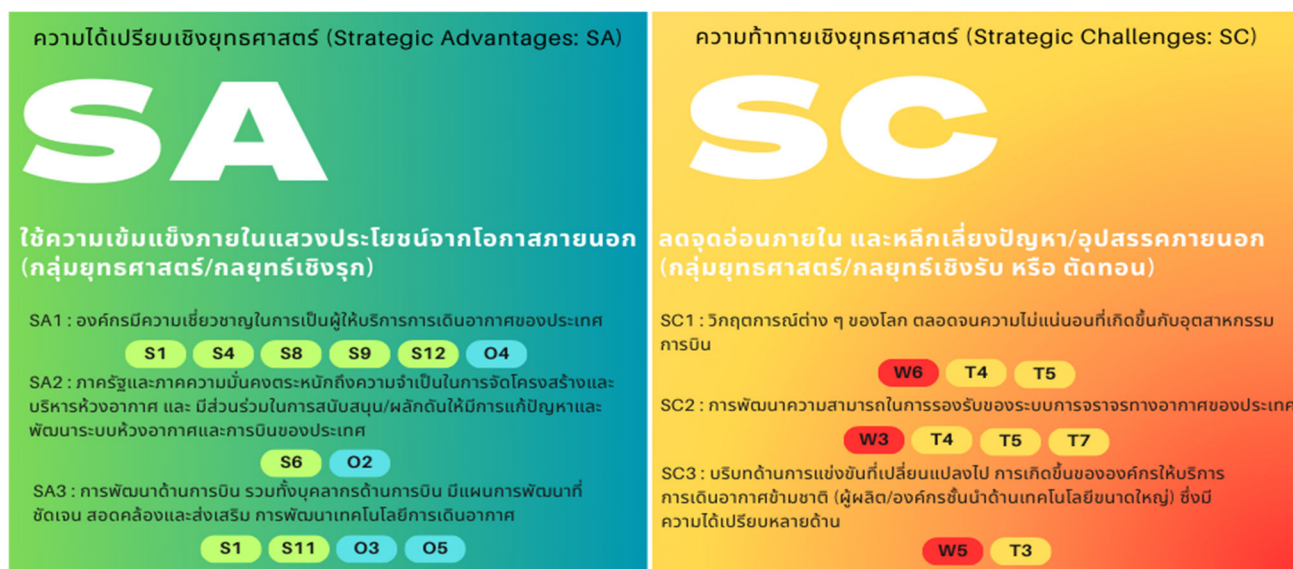 ความได้เปรียบเชิงยุทธศาสตร์ (Strategic Advantages: SA)
SA
ใช้ความเข้มแข็งภายในแสวงประโยชน์จากโอกาสภายนอก
(กลุ่มยุทธศาสตร์/กลยุทธ์เชิงรุก)
SA1 : องค์กรมีความเชี่ยวชาญในการเป็นผู้ให้บริการการเดินอากาศของประเทศ
S1 S4 S8 S9 S12 O4
SA2 : ภาครัฐและภาคความมั่นคงตระหนักถึงความจำเป็นในการจัดโครงสร้างและ
บริหารห้วงอากาศ และ มีส่วนร่วมในการสนับสนุน/ผลักดันให้มีการแก้ปัญหาและ
พัฒนาระบบห้วงอากาศและการบินของประเทศ
S6 O2
SA3 : การพัฒนาด้านการบิน รวมทั้งบุคลากรด้านการบิน มีแผนการพัฒนาที่
ชัดเจน สอดคล้องและส่งเสริม การพัฒนาเทคโนโลยีการเดินอากาศ
S1 S11 O3 O5
ความท้าทายเชิงยุทธศาสตร์ (Strategic Challenges: SC)
SC
ลดจุดอ่อนภายใน และหลีกเลี่ยงปัญหา/อุปสรรคภายนอก
(กลุ่มยุทธศาสตร์/กลยุทธ์เชิงรับ หรือ ตัดทอน)
SC1 : วิกฤตการณ์ต่าง ๆ ของโลก ตลอดจนความไม่แน่นอนที่เกิดขึ้นกับอุตสาหกรรม
การบิน
W6 T4 T5
SC2 : การพัฒนาความสามารถในการรองรับของระบบการจราจรทางอากาศของประเทศ
W3 T4 T5 T7
SC3 : บริบทด้านการแข่งขันที่เปลี่ยนแปลงไป การเกิดขึ้นขององค์กรให้บริการ
การเดินอากาศข้ามชาติ (ผู้ผลิต/องค์กรชั้นนำด้านเทคโนโลยีขนาดใหญ่) ซึ่งมี
ความได้เปรียบหลายด้าน
W5 T3